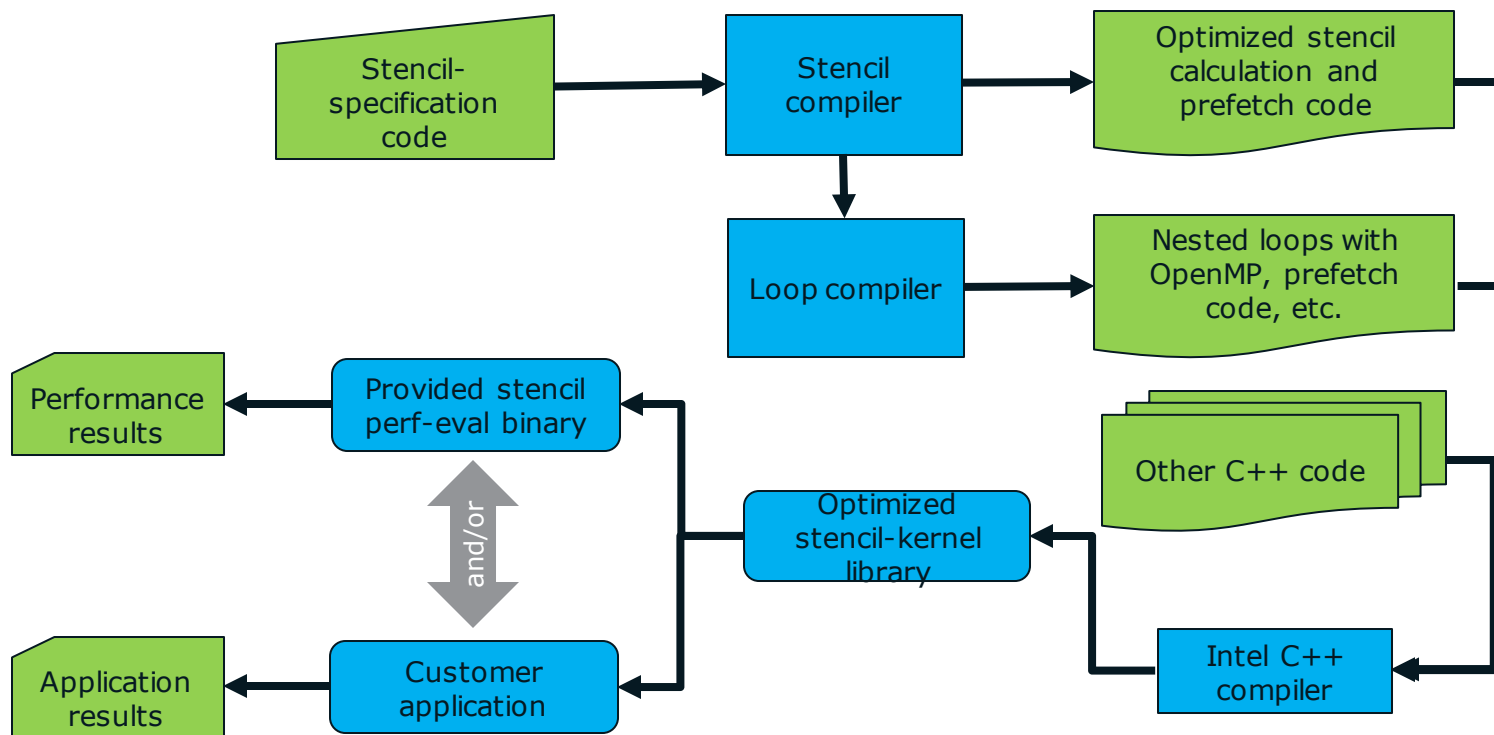 Stencil-
specification
code
Stencil
compiler
Optimized stencil
calculation and
prefetch code
Loop compiler
Nested loops with
OpenMP, prefetch
code, etc.
Performance
results
Provided stencil
perf-eval binary
Other C++ code
and/or
Optimized
stencil-kernel
library
Application
results
Customer
application
Intel C++
compiler